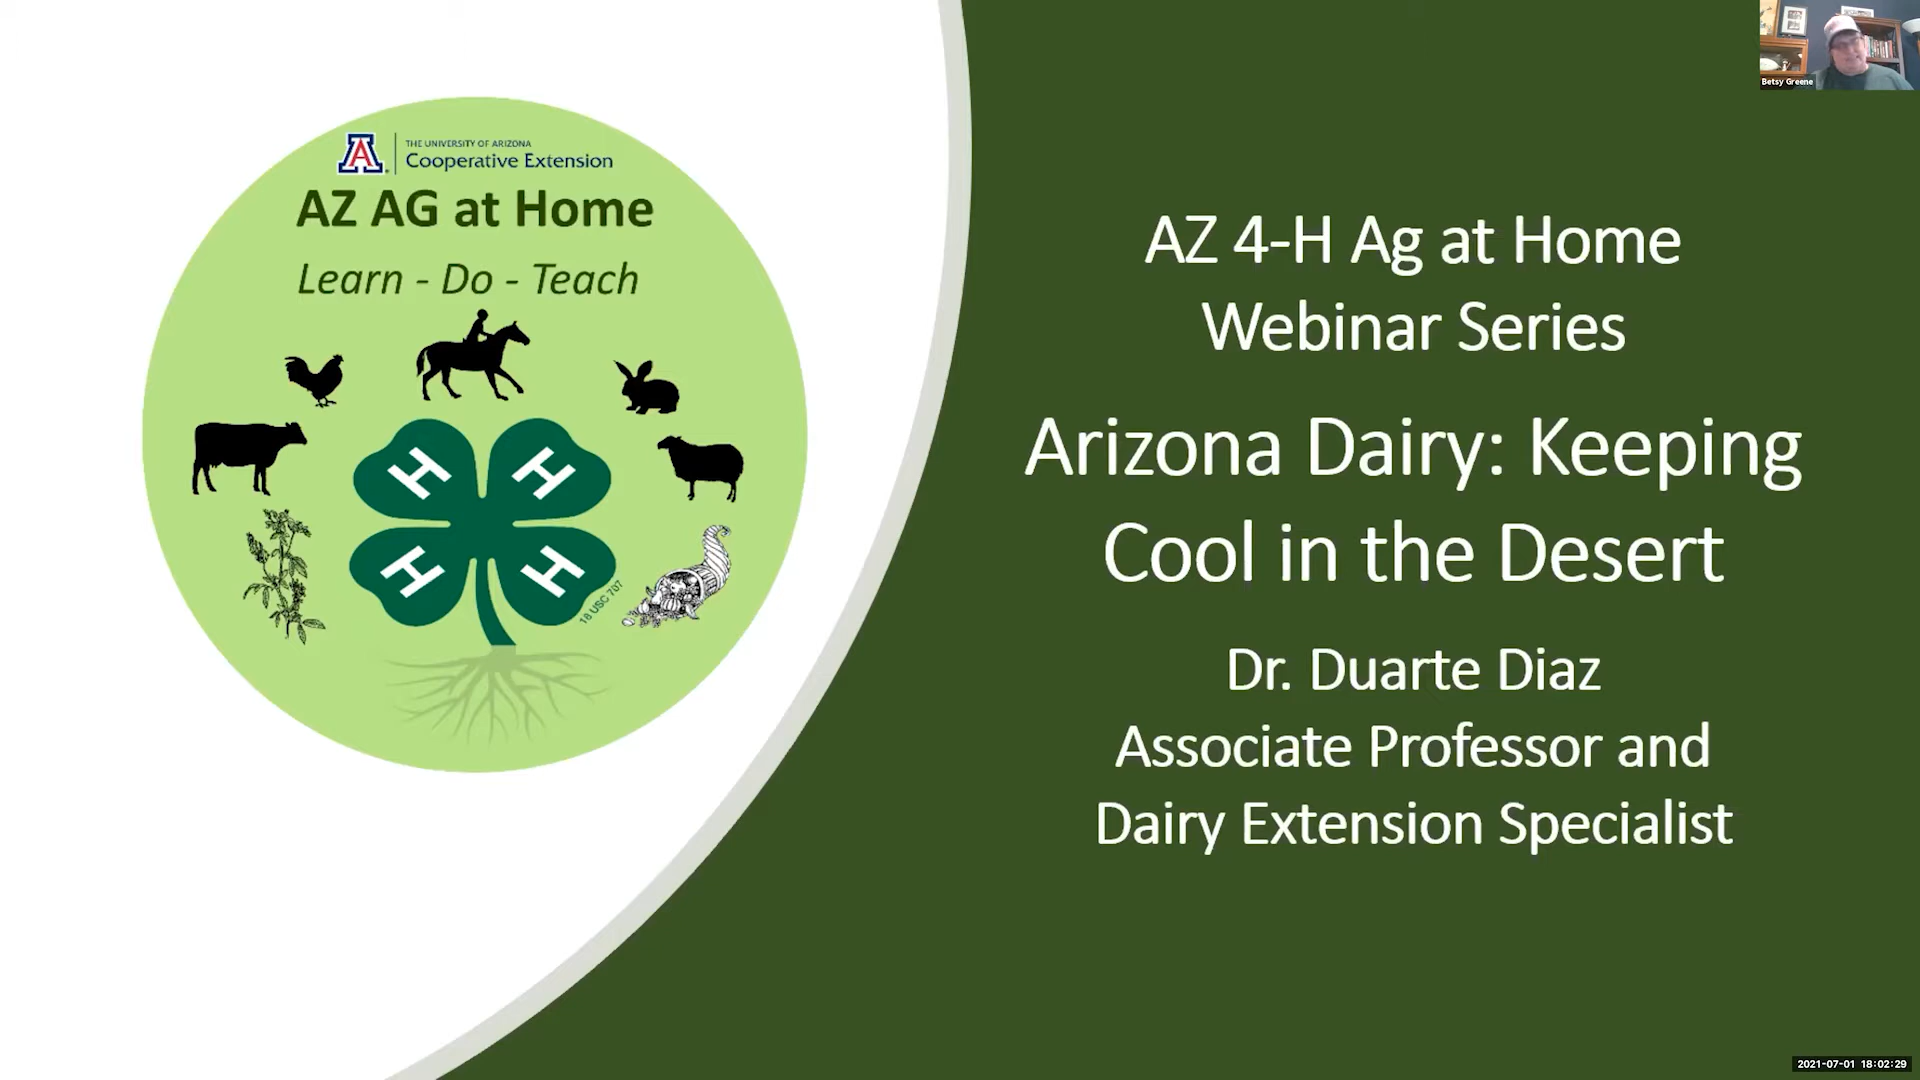 THE UNIVERSITY OF ARIZONA
Cooperative Extension
AZ AG at Home
Learn - Do - Teach
H H
H H
18 USC 707
AZ 4-H Ag at Home
Webinar Series
Arizona Dairy: Keeping
Cool in the Desert
Dr. Duarte Diaz
Associate Professor and
Dairy Extension Specialist
Betsy Greene
2021-07-01 18:02:29